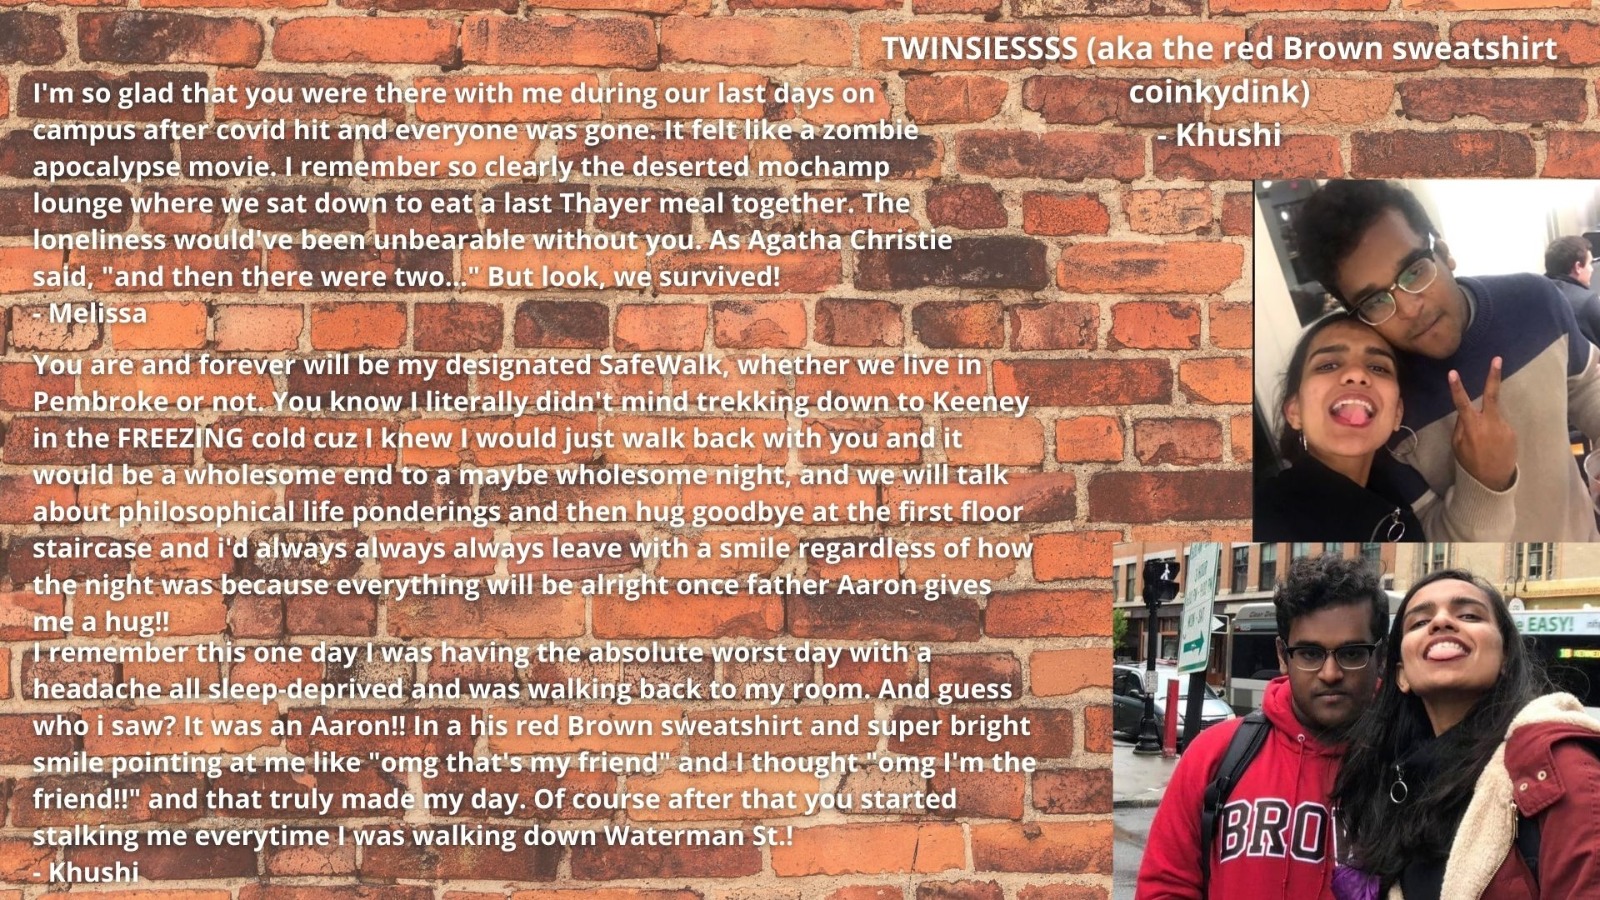 I'm so glad that you were there with me during our last days on
campus after covid hit and everyone was gone. It felt like a zombie
apocalypse movie. I remember so clearly the deserted mochamp
lounge where we sat down to eat a last Thayer meal together. The
loneliness would've been unbearable without you. As Agatha Christie
said, "and then there were two..." But look, we survived!
- Melissa
You are and forever will be my designated SafeWalk, whether we live in
Pembroke or not. You know I literally didn't mind trekking down to Keeney
in the FREEZING cold cuz I knew I would just walk back with you and it
would be a wholesome end to a maybe wholesome night, and we will talk
about philosophical life ponderings and then hug goodbye at the first floor
staircase and i'd always always always leave with a smile regardless of how
the night was because everything will be alright once father Aaron gives
me a hug!!
I remember this one day I was having the absolute worst day with a
headache all sleep-deprived and was walking back to my room. And guess
who i saw? It was an Aaron!! In a his red Brown sweatshirt and super bright
smile pointing at me like "omg that's my friend" and I thought "omg I'm the
friend!!" and that truly made my day. Of course after that you started
stalking me everytime I was walking down Waterman St.!
- Khushi
TWINSIESSSS (aka the red Brown sweatshirt
coinkydink)
- Khushi
EASY!
BRO